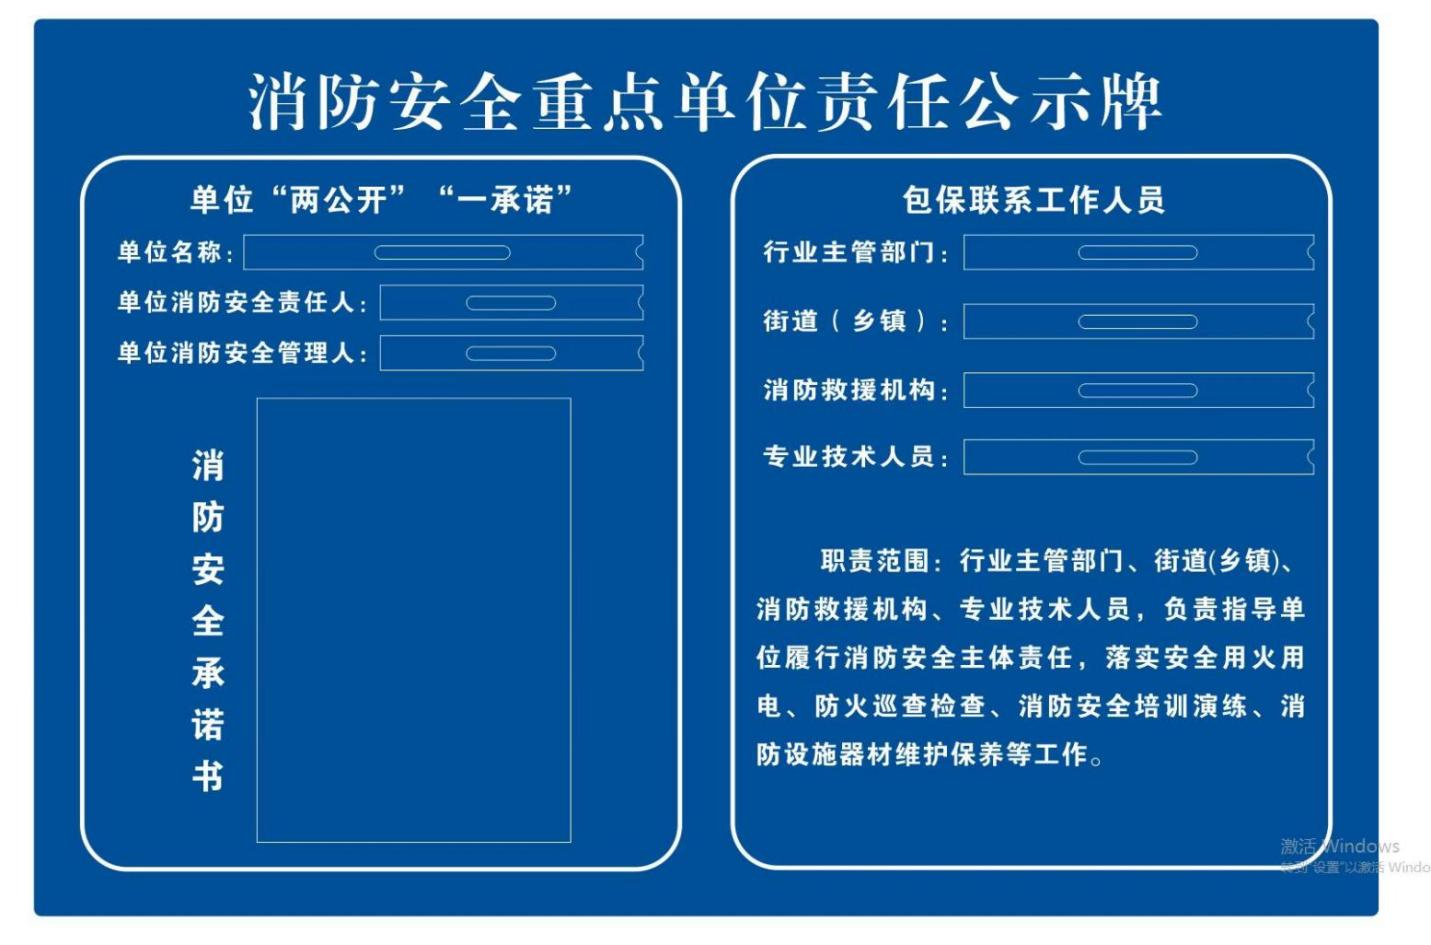 消防安全重点单位责任公示牌
单位“两公开” “一承诺”
单位名称：
单位消防安全责任人：
单位消防安全管理人：
消防安全承诺书
包保联系工作人员
行业主管部门：
街道（乡镇）：
消防救援机构：
专业技术人员：
职责范围：行业主管部门、街道(乡镇)、
消防救援机构、专业技术人员，负责指导单
位履行消防安全主体责任，落实安全用火用
电、防火巡查检查、消防安全培训演练、消
防设施器材维护保养等工作。
激活 Windows
转到“设置”以激活 Windo